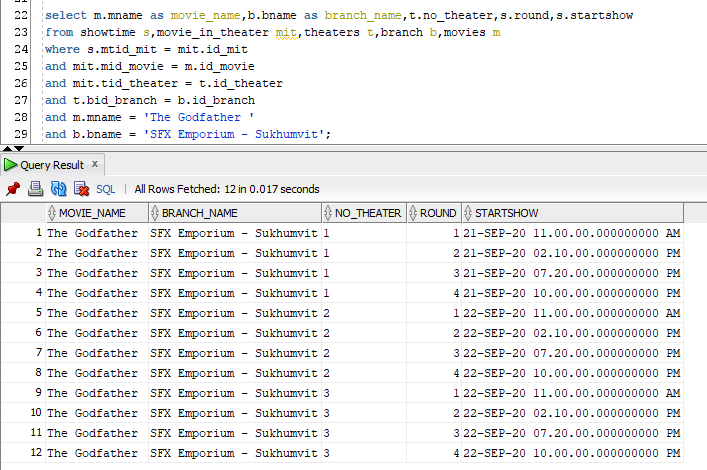 21
22 select m.mname as movie_name,b.bname as branch_name,t.no_theater,s.round,s.startshow
23 from showtime s,movie_in_theater mit,theaters t,branch b,movies m
24 where s.mtid_mit = mit.id_mit
25 and mit.mid_movie = m.id_movie
26 and mit.tid_theater = t.id_theater
27 and t.bid_branch = b.id_branch
28 and m.mname = 'The Godfather '
29 and b.bname = 'SFX Emporium - Sukhumvit';
Query Result x
SQL | All Rows Fetched: 12 in 0.017 seconds
MOVIE_NAME BRANCH_NAME NO_THEATER ROUND STARTSHOW
1 The Godfather SFX Emporium - Sukhumvit 1 1 21-SEP-20 11.00.00.000000000 AM
2 The Godfather SFX Emporium - Sukhumvit 1 2 21-SEP-20 02.10.00.000000000 PM
3 The Godfather SFX Emporium - Sukhumvit 1 3 21-SEP-20 07.20.00.000000000 PM
4 The Godfather SFX Emporium - Sukhumvit 1 4 21-SEP-20 10.00.00.000000000 PM
5 The Godfather SFX Emporium - Sukhumvit 2 1 22-SEP-20 11.00.00.000000000 AM
6 The Godfather SFX Emporium - Sukhumvit 2 2 22-SEP-20 02.10.00.000000000 PM
7 The Godfather SFX Emporium - Sukhumvit 2 3 22-SEP-20 07.20.00.000000000 PM
8 The Godfather SFX Emporium - Sukhumvit 2 4 22-SEP-20 10.00.00.000000000 PM
9 The Godfather SFX Emporium - Sukhumvit 3 1 22-SEP-20 11.00.00.000000000 AM
10 The Godfather SFX Emporium - Sukhumvit 3 2 22-SEP-20 02.10.00.000000000 PM
11 The Godfather SFX Emporium - Sukhumvit 3 3 22-SEP-20 07.20.00.000000000 PM
12 The Godfather SFX Emporium - Sukhumvit 3 4 22-SEP-20 10.00.00.000000000 PM